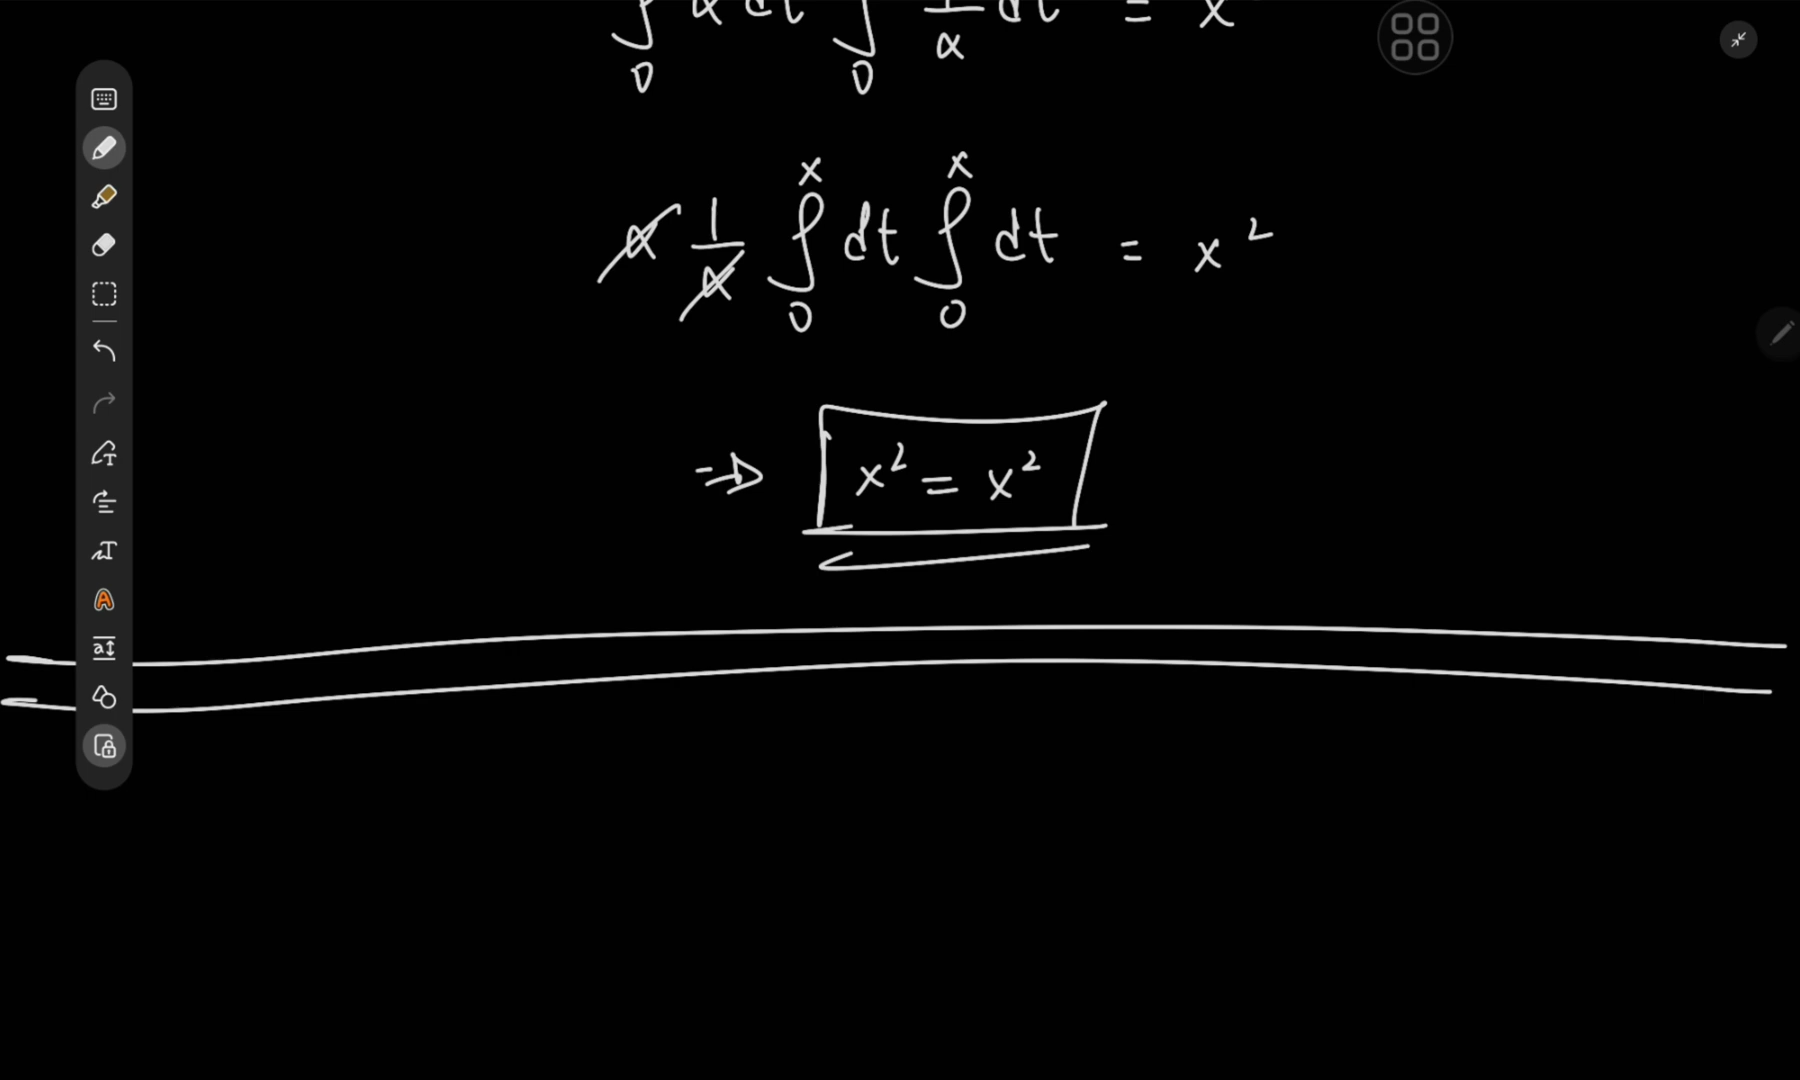 ∫₀ α dt ∫₀ 1/α dt = x
α 1/α ∫₀ˣ dt ∫₀ˣ dt = x²
⇒ x² = x²